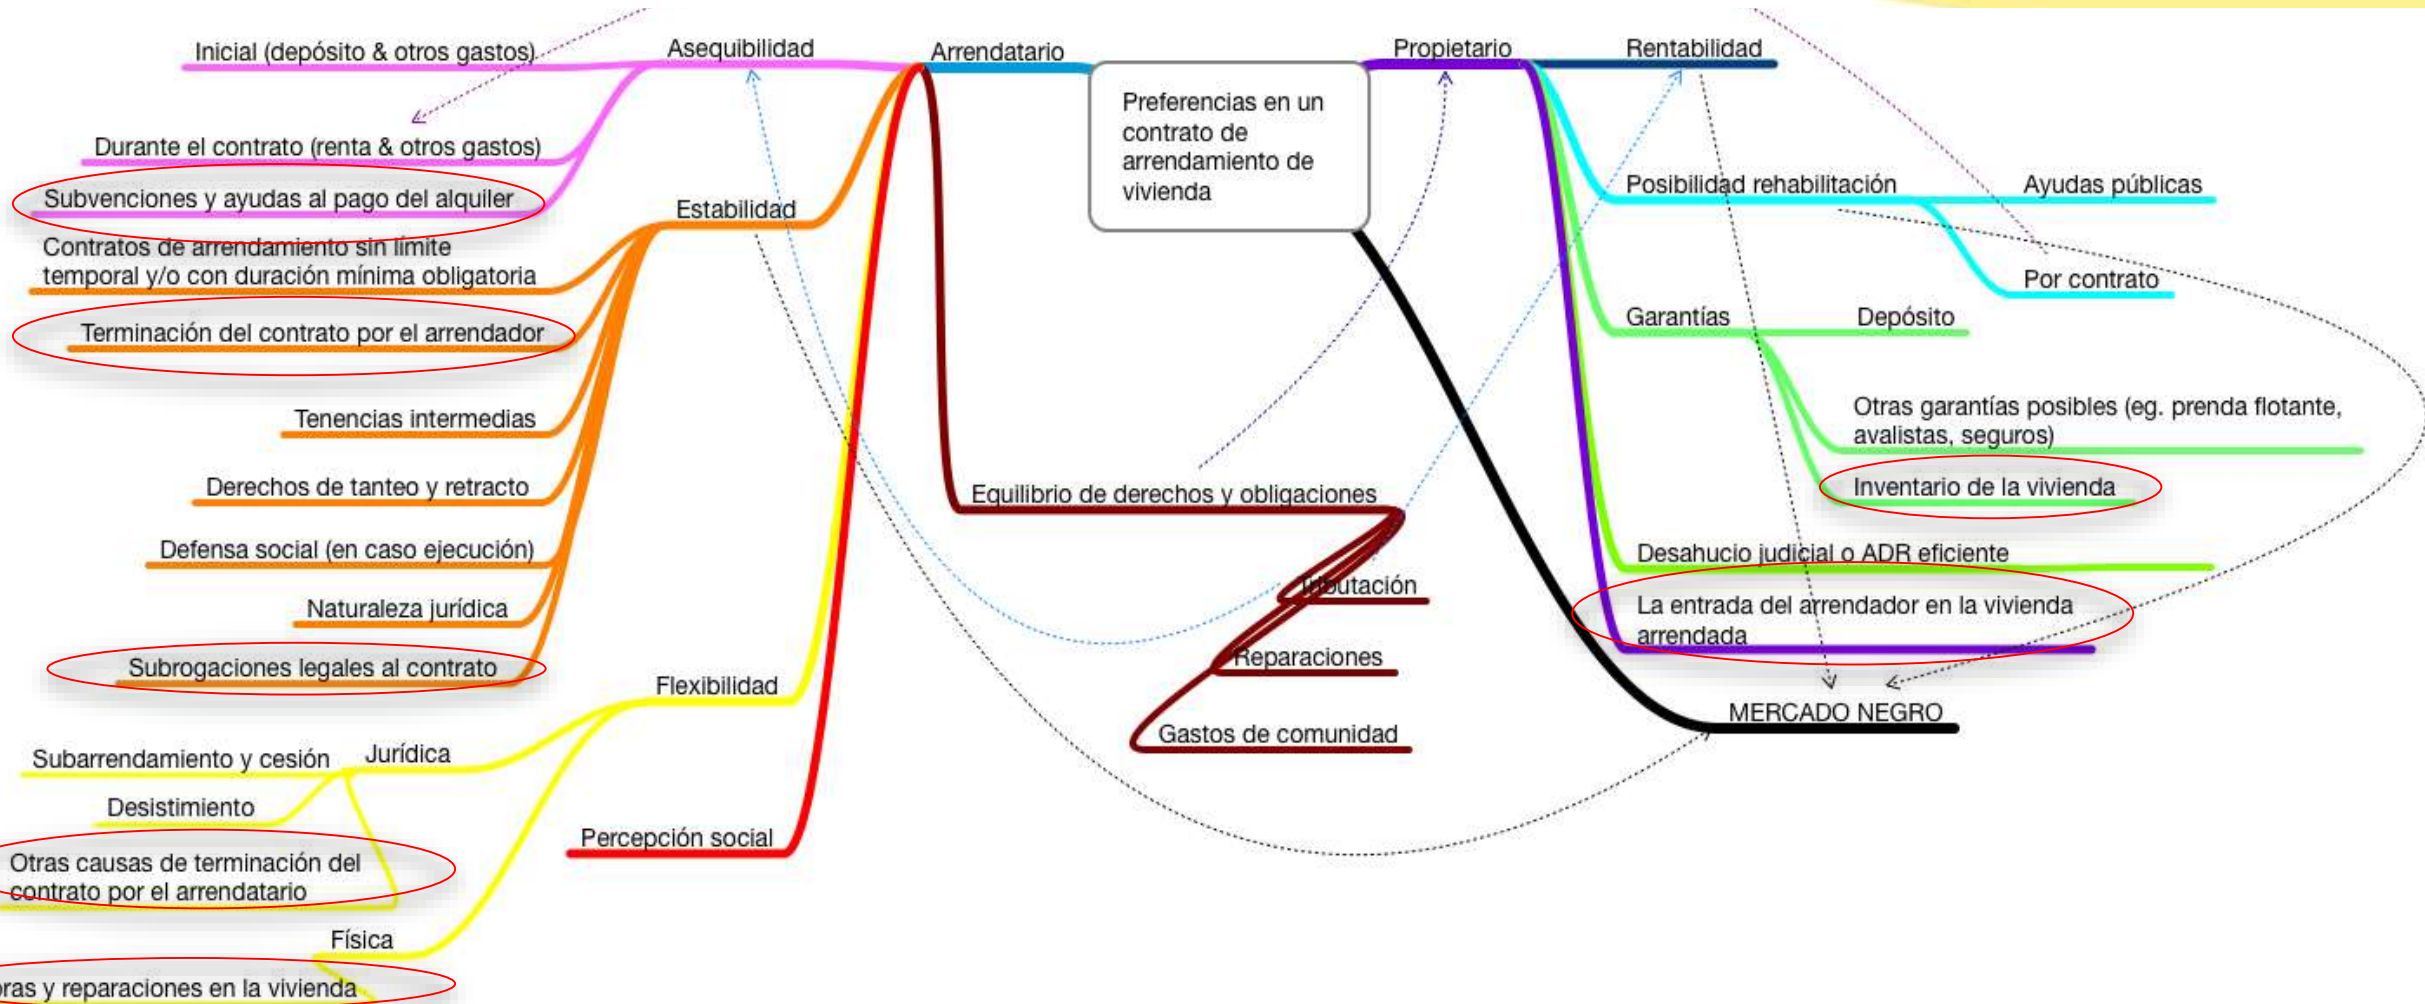 Preferencias en un
contrato de
arrendamiento de
vivienda
Arrendatario
Asequibilidad
Inicial (depósito & otros gastos)
Durante el contrato (renta & otros gastos)
Subvenciones y ayudas al pago del alquiler
Estabilidad
Contratos de arrendamiento sin límite
temporal y/o con duración mínima obligatoria
Terminación del contrato por el arrendador
Tenencias intermedias
Derechos de tanteo y retracto
Defensa social (en caso ejecución)
Naturaleza jurídica
Subrogaciones legales al contrato
Flexibilidad
Jurídica
Subarrendamiento y cesión
Desistimiento
Otras causas de terminación del
contrato por el arrendatario
Física
y reparaciones en la vivienda
Percepción social
Equilibrio de derechos y obligaciones
Tributación
Reparaciones
Gastos de comunidad
Propietario
Rentabilidad
Posibilidad rehabilitación
Ayudas públicas
Por contrato
Garantías
Depósito
Otras garantías posibles (eg. prenda flotante,
avalistas, seguros)
Inventario de la vivienda
Desahucio judicial o ADR eficiente
La entrada del arrendador en la vivienda
arrendada
MERCADO NEGRO